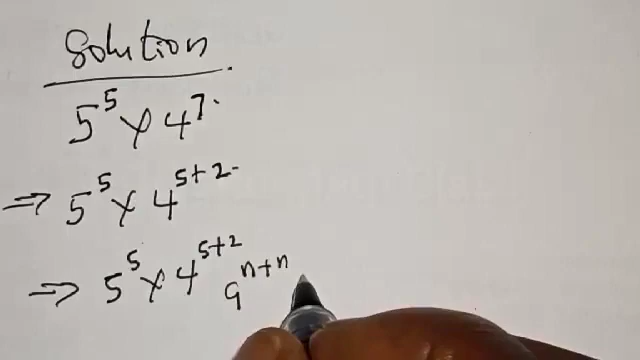 Solution
5⁵ × 4⁷·
⇒ 5⁵ × 4⁵⁺²
⇒ 5⁵ × 4⁵⁺² a^{n+n}